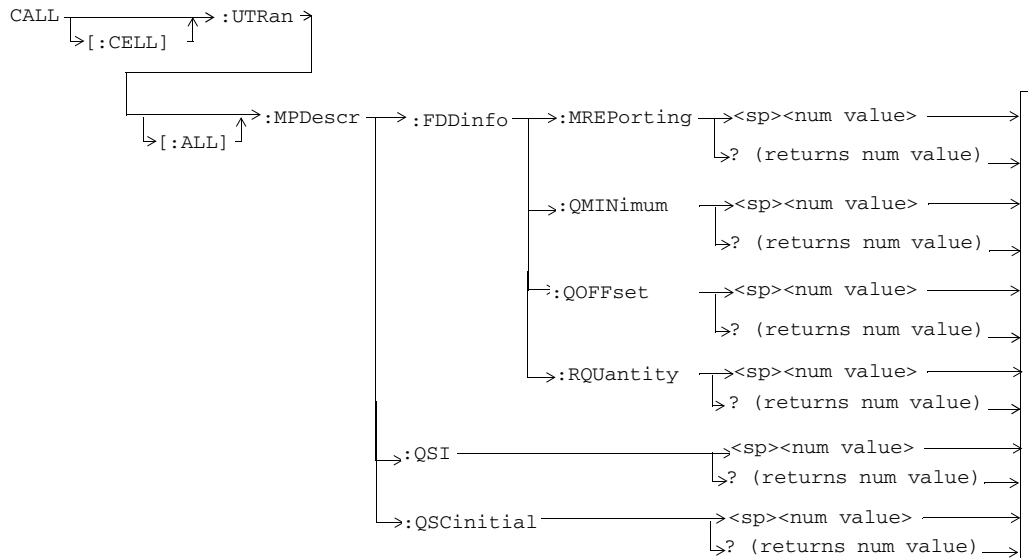 CALL :UTRan
[:CELL]
:MPDescr :FDDinfo :MREPorting <sp><num value>
[:ALL]
? (returns num value)
:QMINimum <sp><num value>
? (returns num value)
:QOFFset <sp><num value>
? (returns num value)
:RQUantity <sp><num value>
? (returns num value)
:QSI <sp><num value>
? (returns num value)
:QSCinitial <sp><num value>
? (returns num value)